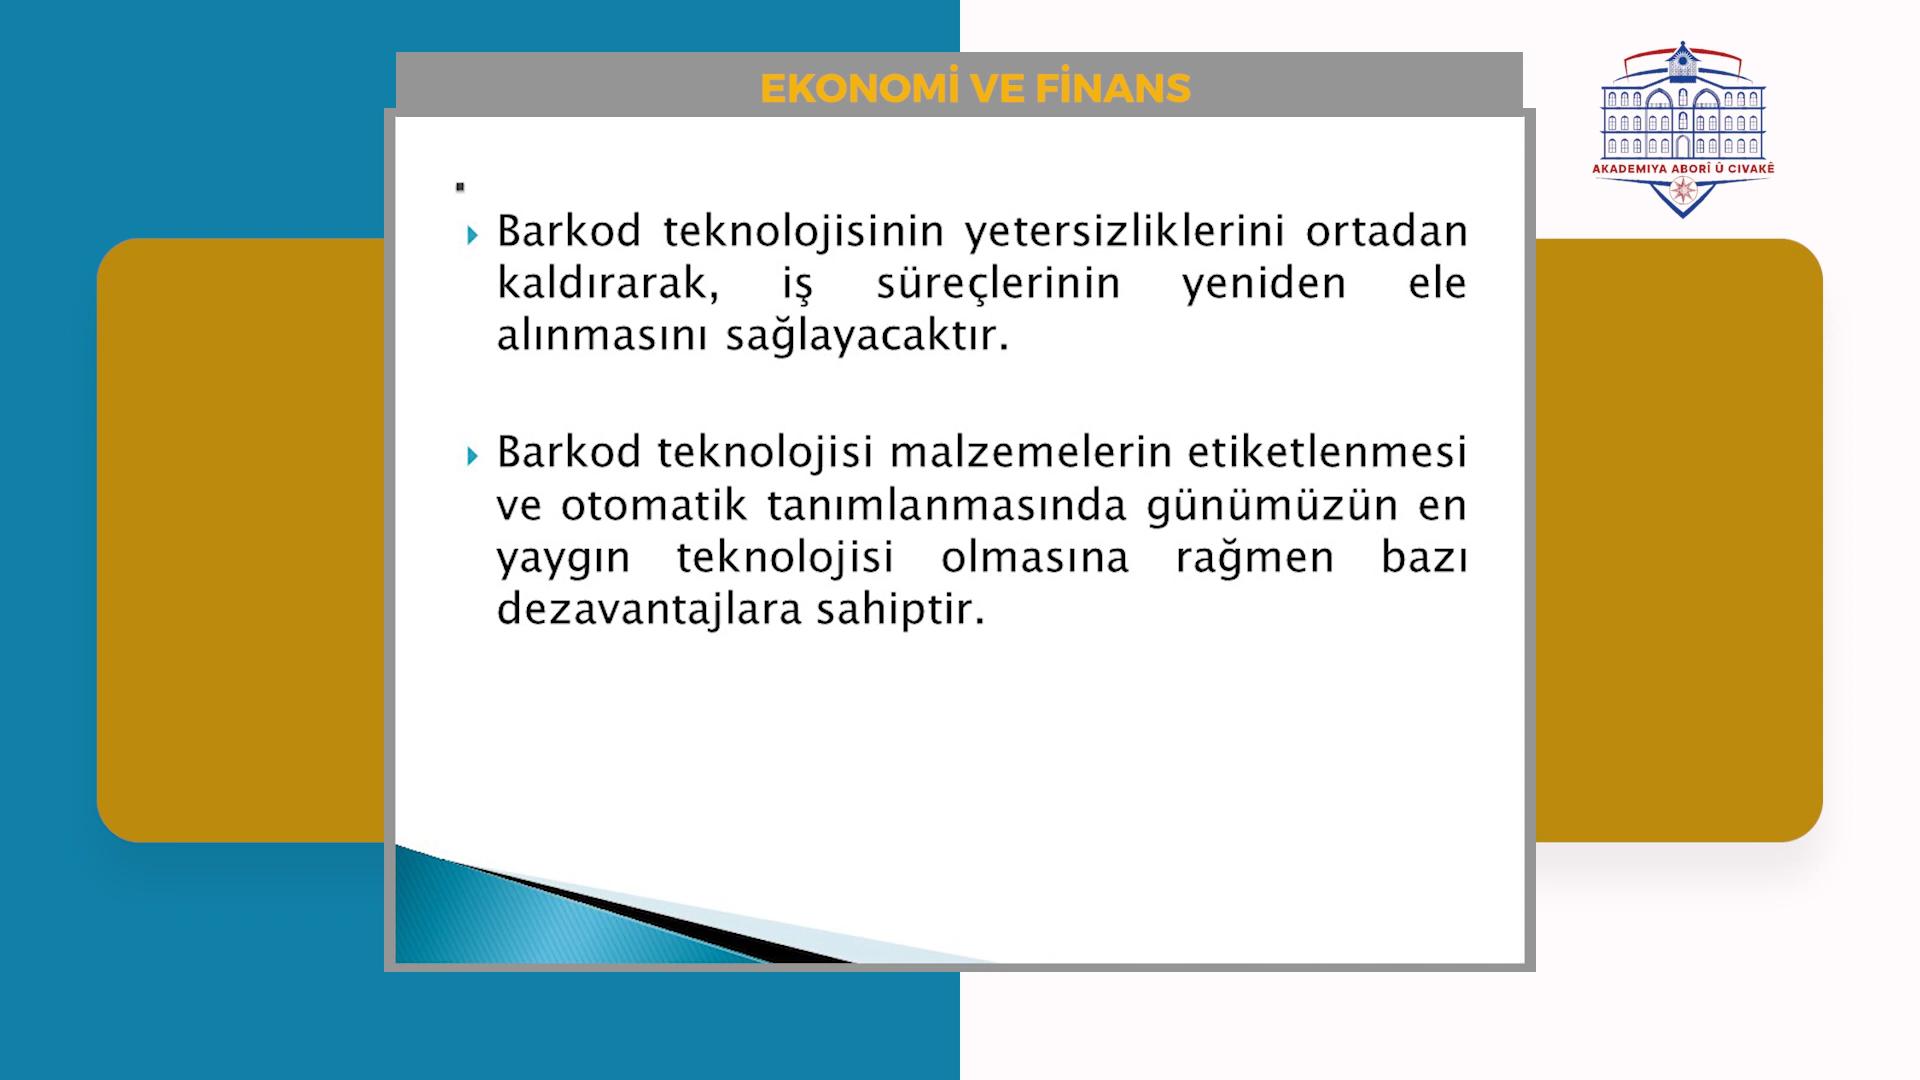 EKONOMİ VE FİNANS
AKADEMIYA ABORÎ Û CIVAKÊ
Barkod teknolojisinin yetersizliklerini ortadan
kaldırarak, iş süreçlerinin yeniden ele
alınmasını sağlayacaktır.
Barkod teknolojisi malzemelerin etiketlenmesi
ve otomatik tanımlanmasında günümüzün en
yaygın teknolojisi olmasına rağmen bazı
dezavantajlara sahiptir.